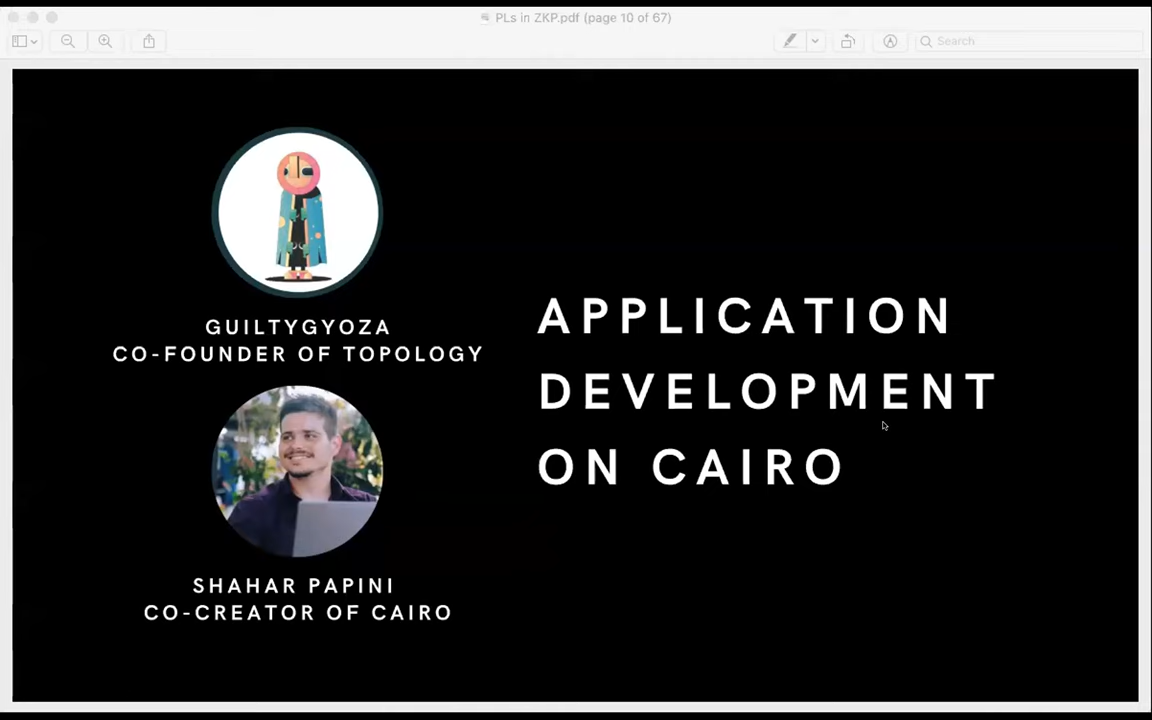 PLs in ZKP.pdf (page 10 of 67)
Search
GUILTYGYOZA
CO-FOUNDER OF TOPOLOGY
SHAHAR PAPINI
CO-CREATOR OF CAIRO
APPLICATION
DEVELOPMENT
ON CAIRO